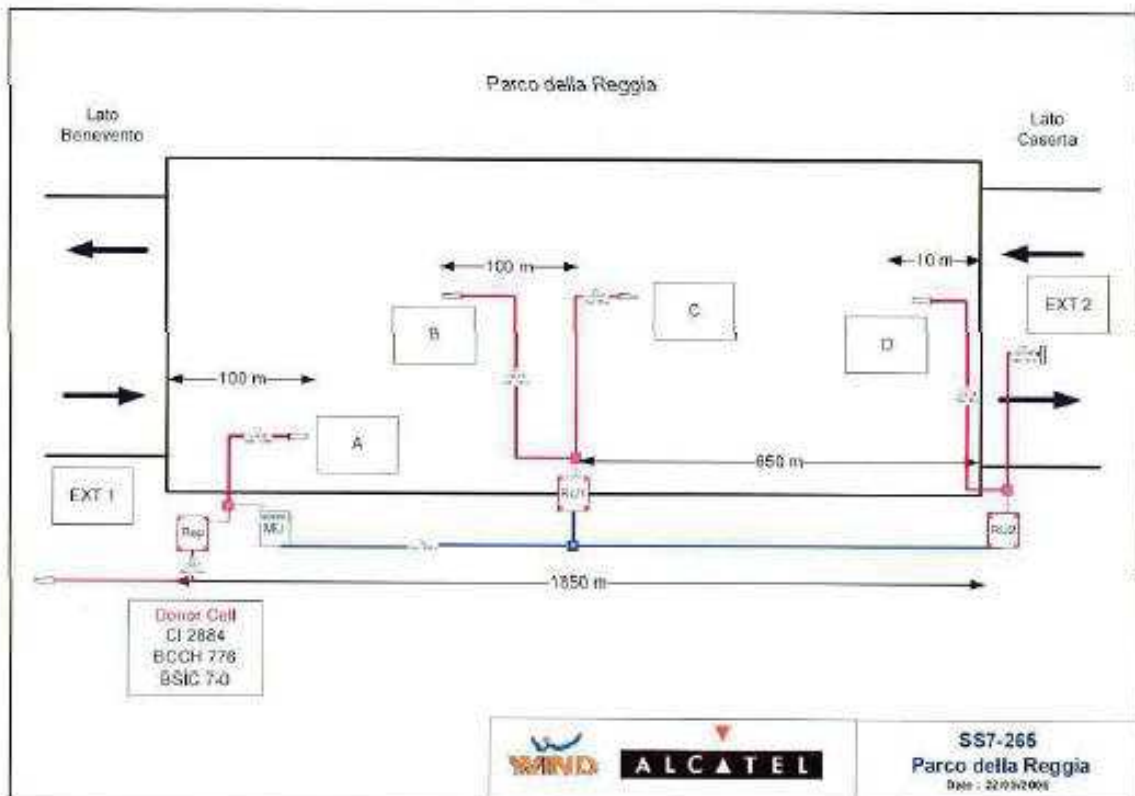 Parco della Reggia
Lato
Benevento
Lato
Caserta
100 m
10 m
B
C
D
EXT 2
100 m
A
650 m
EXT 1
Rep
MU
RU1
RU2
1850 m
Donor Cell
CI 2884
BCCH 776
BSIC 7-0
WIND
ALCATEL
SS7-265
Parco della Reggia